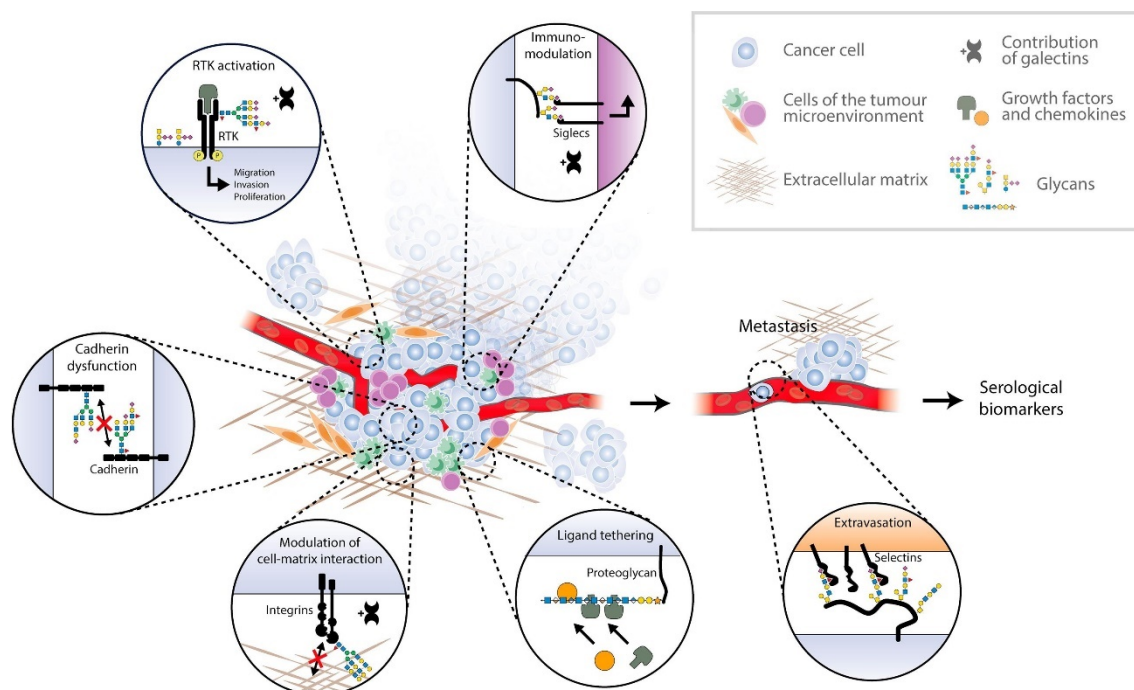 RTK activation
RTK
P
P
Migration
Invasion
Proliferation
Immuno-
modulation
Siglecs
Cancer cell
Cells of the tumour
microenvironment
Extracellular matrix
Contribution
of galectins
Growth factors
and chemokines
Glycans
Cadherin
dysfunction
Cadherin
Metastasis
Serological
biomarkers
Modulation of
cell-matrix interaction
Integrins
Ligand tethering
Proteoglycan
Extravasation
Selectins